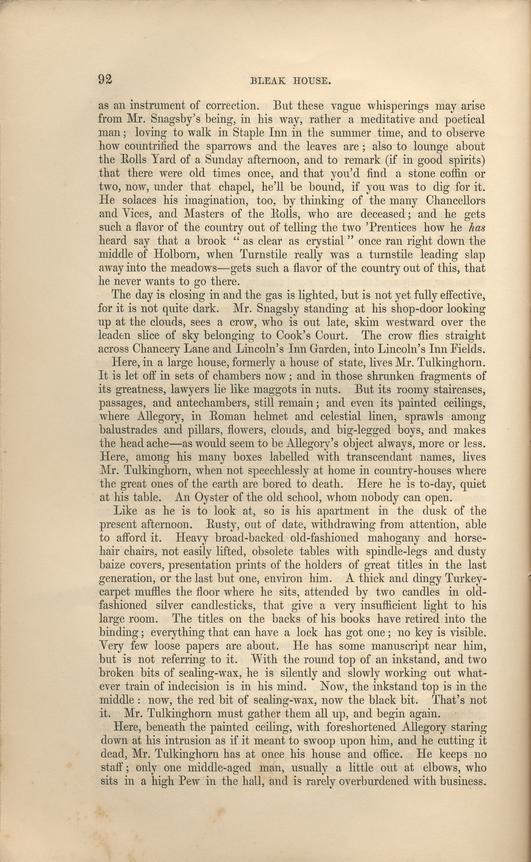 92 BLEAK HOUSE.
as an instrument of correction. But these vague whisperings may arise
from Mr. Snagsby's being, in his way, rather a meditative and poetical
man; loving to walk in Staple Inn in the summer time, and to observe
how countrified the sparrows and the leaves are; also to lounge about
the Rolls Yard of a Sunday afternoon, and to remark (if in good spirits)
that there were old times once, and that you'd find a stone coffin or
two, now, under that chapel, he'll be bound, if you was to dig for it.
He solaces his imagination, too, by thinking of the many Chancellors
and Vices, and Masters of the Rolls, who are deceased; and he gets
such a flavor of the country out of telling the two 'Prentices how he has
heard say that a brook "as clear as crystial" once ran right down the
middle of Holborn, when Turnstile really was a turnstile leading slap
away into the meadows—gets such a flavor of the country out of this, that
he never wants to go there.
The day is closing in and the gas is lighted, but is not yet fully effective,
for it is not quite dark. Mr. Snagsby standing at his shop-door looking
up at the clouds, sees a crow, who is out late, skim westward over the
leaden slice of sky belonging to Cook's Court. The crow flies straight
across Chancery Lane and Lincoln's Inn Garden, into Lincoln's Inn Fields.
Here, in a large house, formerly a house of state, lives Mr. Tulkinghorn.
It is let off in sets of chambers now; and in those shrunken fragments of
its greatness, lawyers lie like maggots in nuts. But its roomy staircases,
passages, and antechambers, still remain; and even its painted ceilings,
where Allegory, in Roman helmet and celestial linen, sprawls among
balustrades and pillars, flowers, clouds, and big-legged boys, and makes
the head ache—as would seem to be Allegory's object always, more or less.
Here, among his many boxes labelled with transcendant names, lives
Mr. Tulkinghorn, when not speechlessly at home in country-houses where
the great ones of the earth are bored to death. Here he is to-day, quiet
at his table. An Oyster of the old school, whom nobody can open.
Like as he is to look at, so is his apartment in the dusk of the
present afternoon. Rusty, out of date, withdrawing from attention, able
to afford it. Heavy broad-backed old-fashioned mahogany and horse-
hair chairs, not easily lifted, obsolete tables with spindle-legs and dusty
baize covers, presentation prints of the holders of great titles in the last
generation, or the last but one, environ him. A thick and dingy Turkey-
carpet muffles the floor where he sits, attended by two candles in old-
fashioned silver candlesticks, that give a very insufficient light to his
large room. The titles on the backs of his books have retired into the
binding; everything that can have a lock has got one; no key is visible.
Very few loose papers are about. He has some manuscript near him,
but is not referring to it. With the round top of an inkstand, and two
broken bits of sealing-wax, he is silently and slowly working out what-
ever train of indecision is in his mind. Now, the inkstand top is in the
middle: now, the red bit of sealing-wax, now the black bit. That's not
it. Mr. Tulkinghorn must gather them all up, and begin again.
Here, beneath the painted ceiling, with foreshortened Allegory staring
down at his intrusion as if it meant to swoop upon him, and he cutting it
dead, Mr. Tulkinghorn has at once his house and office. He keeps no
staff; only one middle-aged man, usually a little out at elbows, who
sits in a high Pew in the hall, and is rarely overburdened with business.